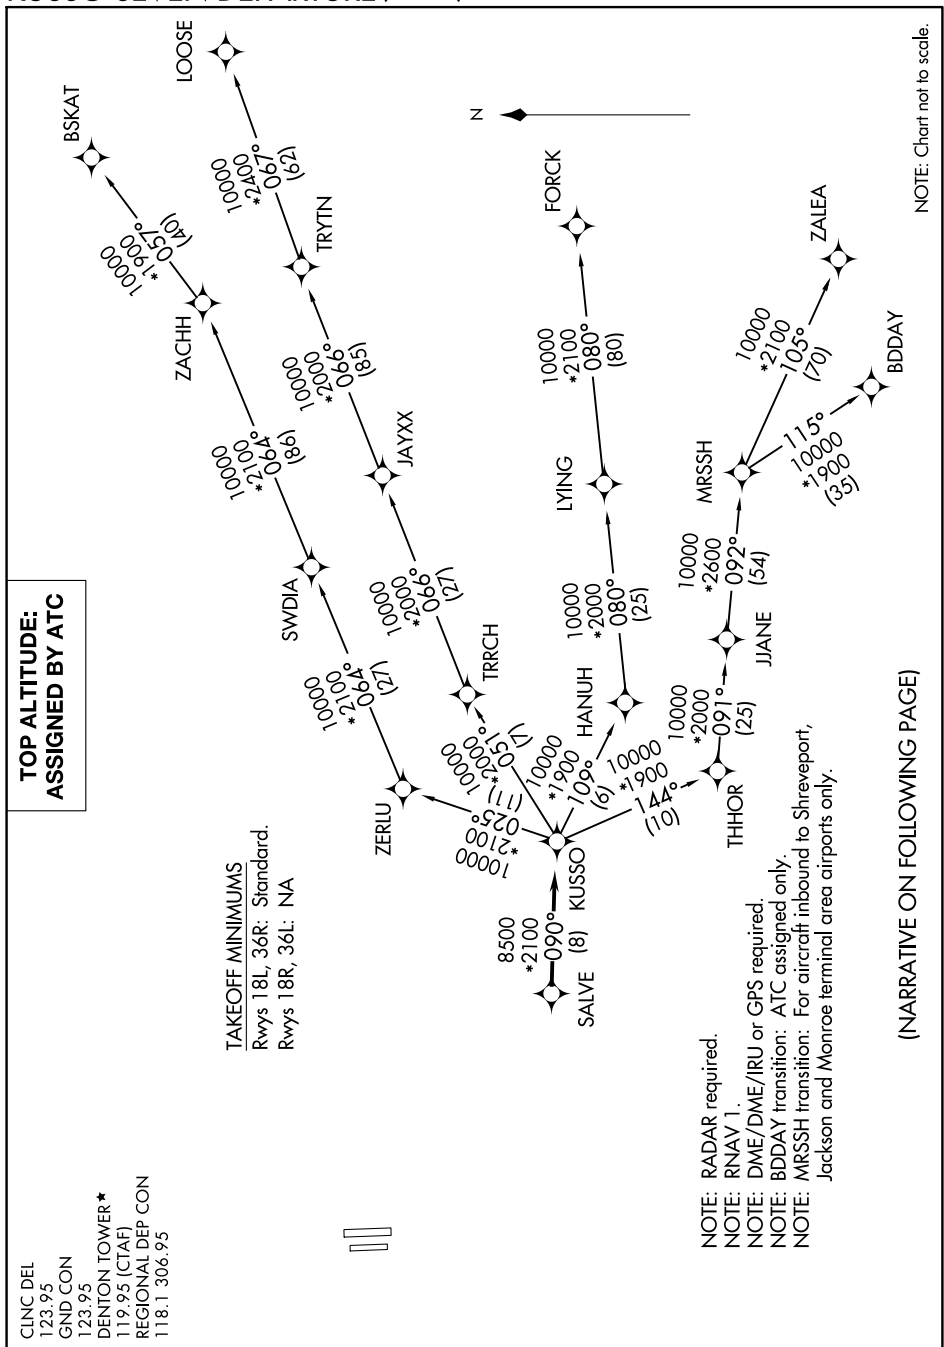 CLNC DEL
123.95
GND CON
123.95
DENTON TOWER★
119.95 (CTAF)
REGIONAL DEP CON
118.1 306.95
TOP ALTITUDE:
ASSIGNED BY ATC
TAKEOFF MINIMUMS
Rwys 18L, 36R: Standard.
Rwys 18R, 36L: NA
SALVE
8500
*2100
090°
(8)
KUSSO
10000
*2100
025°
(11)
ZERLU
10000
*2100
064°
(27)
SWDIA
10000
*2100
064°
(86)
ZACHH
10000
*1900
057°
(40)
BSKAT
10000
*2000
051°
(7)
TRRCH
10000
*2000
066°
(27)
JAYXX
10000
*2000
066°
(85)
TRYTN
10000
*2400
067°
(62)
LOOSE
10000
*1900
109°
(6)
HANUH
10000
*2000
080°
(25)
LYING
10000
*2100
080°
(80)
FORCK
10000
*1900
144°
(10)
THHOR
10000
*2000
091°
(25)
JJANE
10000
*2600
092°
(54)
MRSSH
10000
*2100
105°
(70)
ZALEA
115°
10000
*1900
(35)
BDDAY
N
NOTE: RADAR required.
NOTE: RNAV 1.
NOTE: DME/DME/IRU or GPS required.
NOTE: BDDAY transition: ATC assigned only.
NOTE: MRSSH transition: For aircraft inbound to Shreveport,
Jackson and Monroe terminal area airports only.
(NARRATIVE ON FOLLOWING PAGE)
NOTE: Chart not to scale.